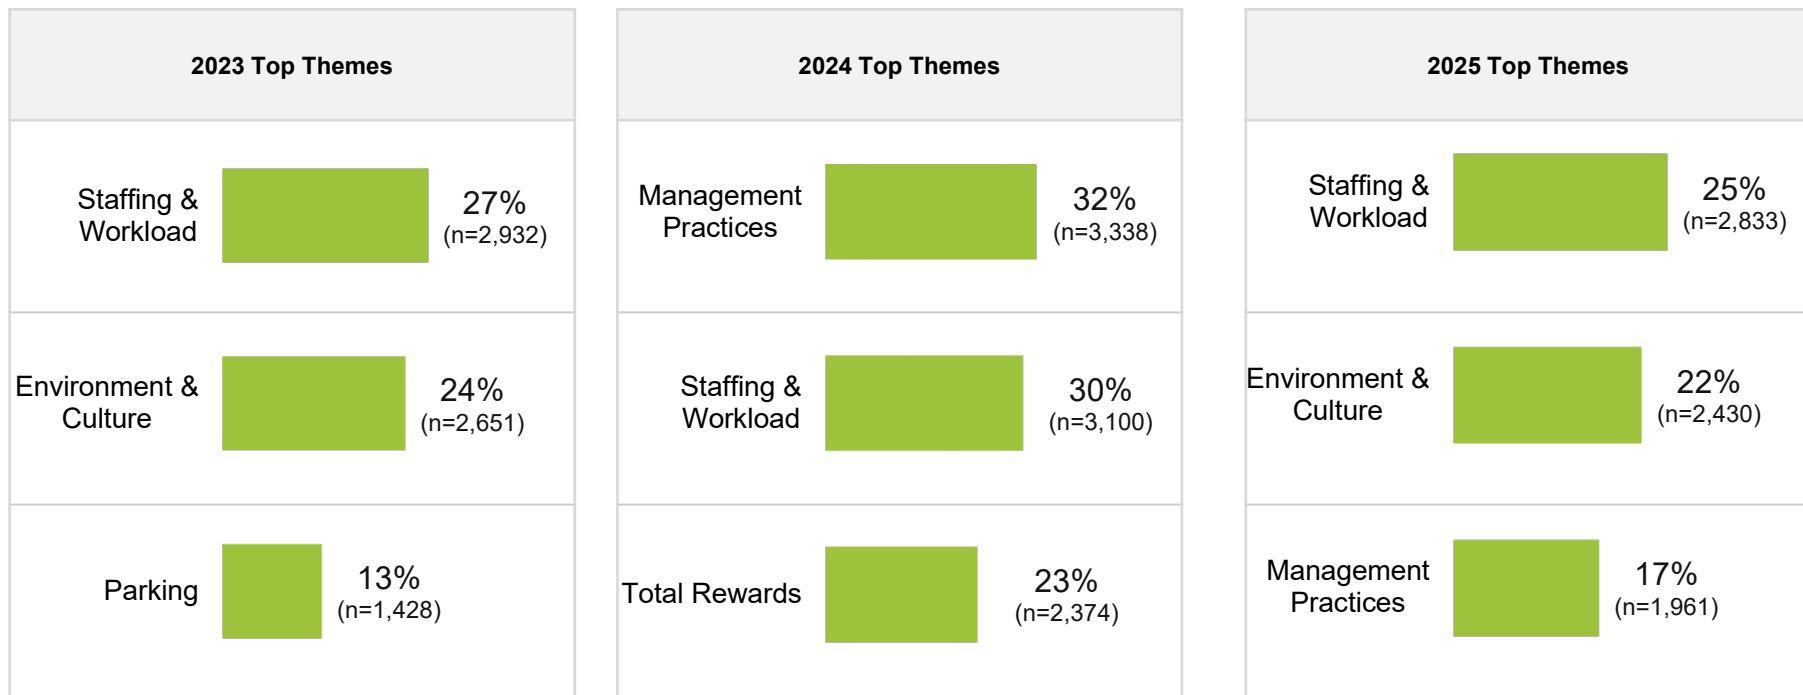 2023 Top Themes
Staffing &
Workload
27%
(n=2,932)
Environment &
Culture
24%
(n=2,651)
Parking
13%
(n=1,428)
2024 Top Themes
Management
Practices
32%
(n=3,338)
Staffing &
Workload
30%
(n=3,100)
Total Rewards
23%
(n=2,374)
2025 Top Themes
Staffing &
Workload
25%
(n=2,833)
Environment &
Culture
22%
(n=2,430)
Management
Practices
17%
(n=1,961)